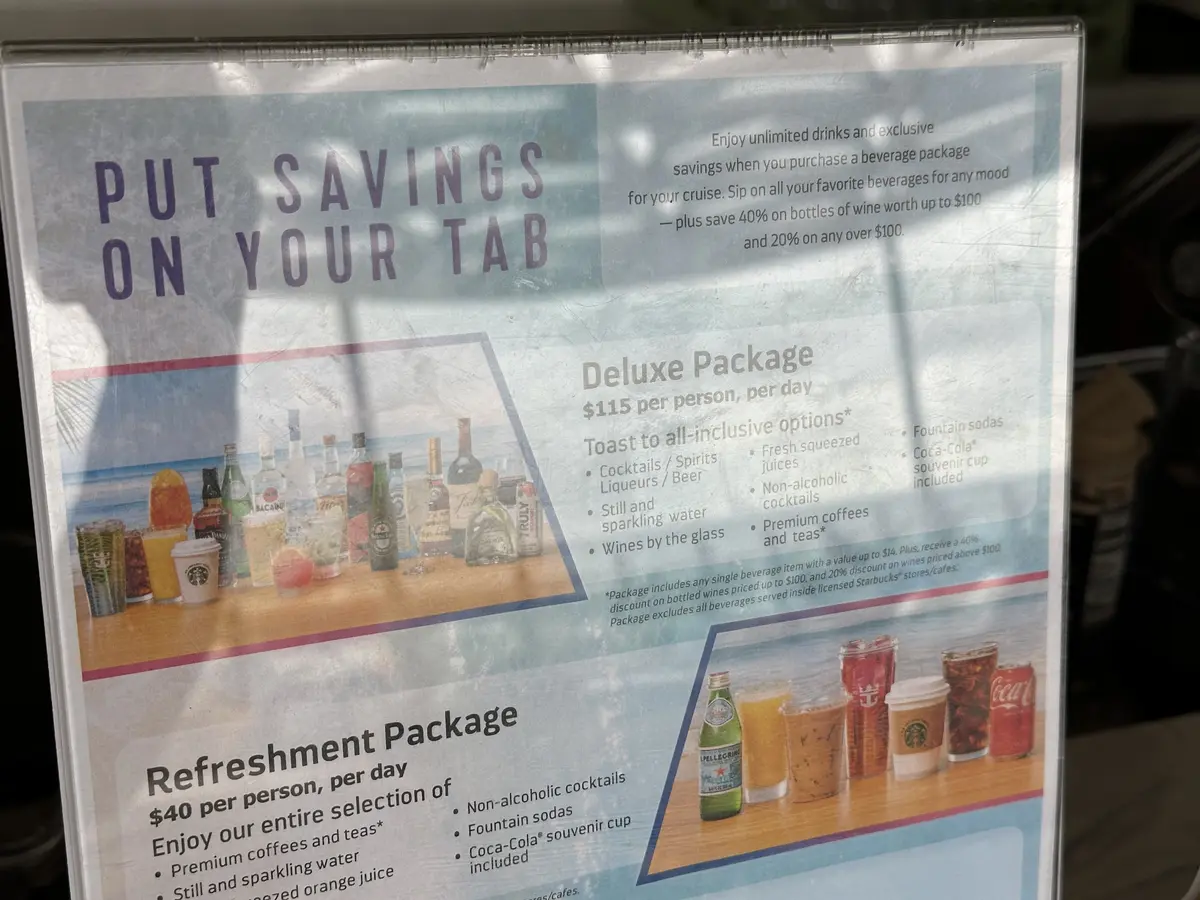 PUT SAVINGS
ON YOUR TAB
Enjoy unlimited drinks and exclusive
savings when you purchase a beverage package
for your cruise. Sip on all your favorite beverages for any mood
— plus save 40% on bottles of wine worth up to $100
and 20% on any over $100.
Deluxe Package
$115 per person, per day
Toast to all-inclusive options*
• Cocktails / Spirits
Liqueurs / Beer
• Still and
sparkling water
• Wines by the glass
• Fresh squeezed
juices
• Non-alcoholic
cocktails
• Premium coffees
and teas*
• Fountain sodas
• Coca-Cola®
souvenir cup
included
*Package includes any single beverage item with a value up to $14. Plus, receive a 40%
discount on bottled wines priced up to $100, and 20% discount on wines priced above $100.
Package excludes all beverages served inside licensed Starbucks® stores/cafes.
BACARDI
TRULY
Refreshment Package
$40 per person, per day
Enjoy our entire selection of
• Premium coffees and teas*
• Still and sparkling water
orange juice
• Non-alcoholic cocktails
• Fountain sodas
• Coca-Cola® souvenir cup
included
S.PELLEGRINO
Coca-Cola
/cafes.